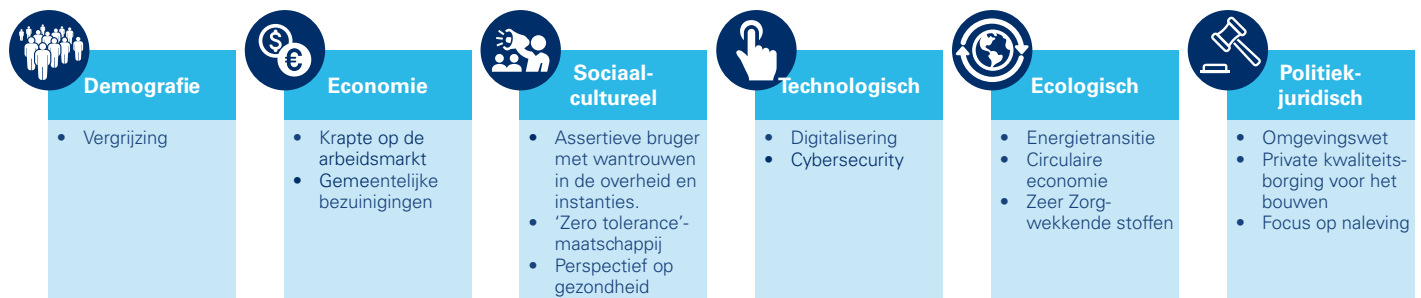 Demografie
• Vergrijzing
Economie
• Krapte op de
arbeidsmarkt
• Gemeentelijke
bezuinigingen
Sociaal-
cultureel
• Assertieve bruger
met wantrouwen
in de overheid en
instanties.
• 'Zero tolerance'-
maatschappij
• Perspectief op
gezondheid
Technologisch
• Digitalisering
• Cybersecurity
Ecologisch
• Energietransitie
• Circulaire
economie
• Zeer Zorg-
wekkende stoffen
Politiek-
juridisch
• Omgevingswet
• Private kwaliteits-
borging voor het
bouwen
• Focus op naleving
$
€